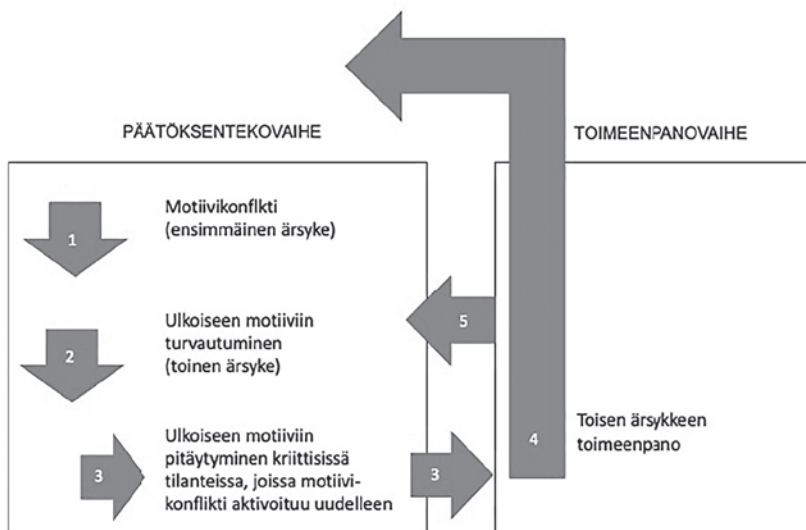 PÄÄTÖKSENTEKOVAIHE
TOIMEENPANOVAIHE
1
Motiivikonflkti
(ensimmäinen ärsyke)
2
Ulkoiseen motiiviin
turvautuminen
(toinen ärsyke)
5
3
Ulkoiseen motiiviin
pitäytyminen kriittisissä
tilanteissa, joissa motiivi-
konflikti aktivoituu uudelleen
3
4
Toisen ärsykkeen
toimeenpano